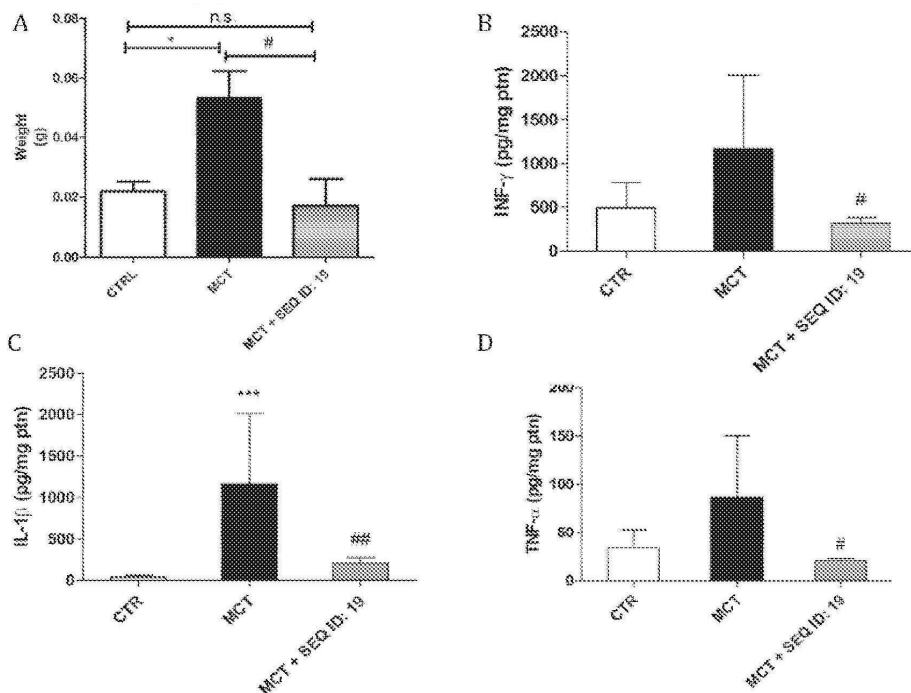 A
n.s.
*
#
0.08
0.06
0.04
0.02
0.00
Weight
(g)
CTRL
MCT
MCT + SEQ ID: 19
B
2500
2000
1500
1000
500
0
INF-γ (pg/mg ptn)
#
CTR
MCT
MCT + SEQ ID: 19
C
2500
2000
1500
1000
500
0
IL-1β (pg/mg ptn)
***
##
CTR
MCT
MCT + SEQ ID: 19
D
200
150
100
50
0
TNF-α (pg/mg ptn)
#
CTR
MCT
MCT + SEQ ID: 19